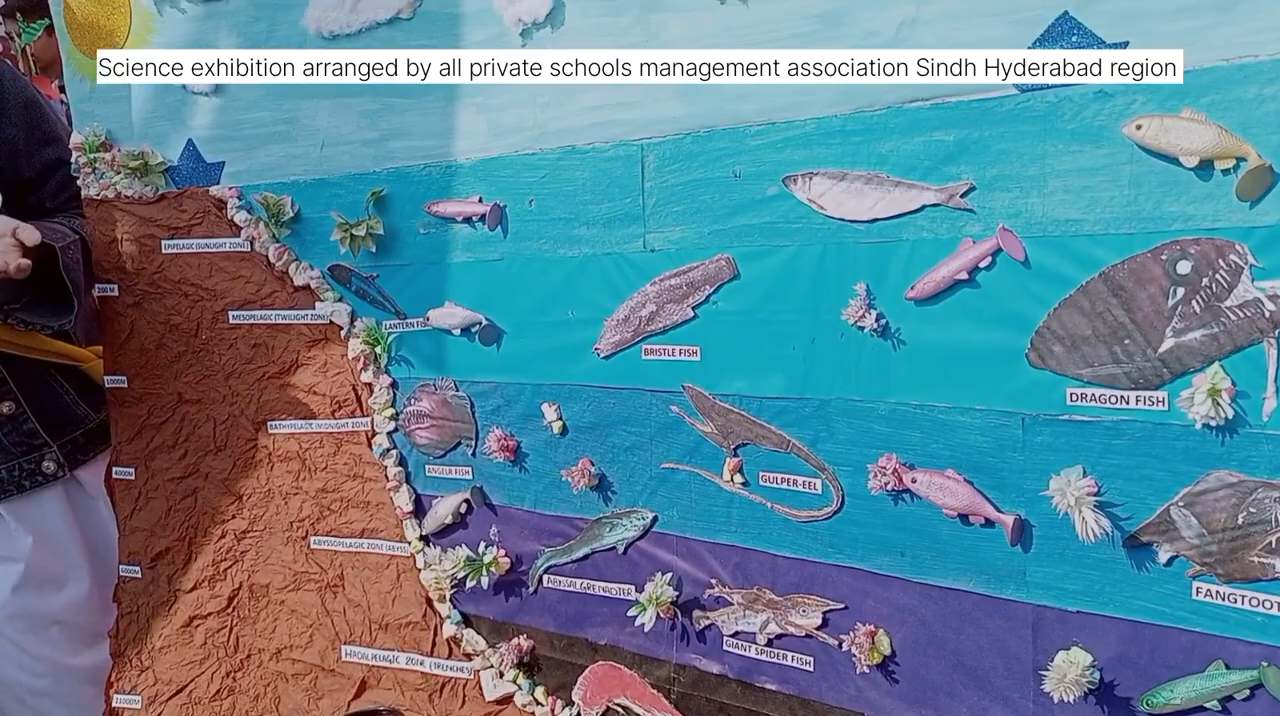 Science exhibition arranged by all private schools management association Sindh Hyderabad region
EPIPELAGIC (SUNLIGHT ZONE)
200 M
MESOPELAGIC (TWILIGHT ZONE)
LANTERN FISH
BRISTLE FISH
1000M
DRAGON FISH
BATHYPELAGIC (MIDNIGHT ZONE)
4000M
ANGELR FISH
GULPER-EEL
ABYSSOPELAGIC ZONE (ABYSS)
6000M
ABYSSAL GRENADIER
FANGTOOT
GIANT SPIDER FISH
HADALPELAGIC ZONE (TRENCHES)
11000M